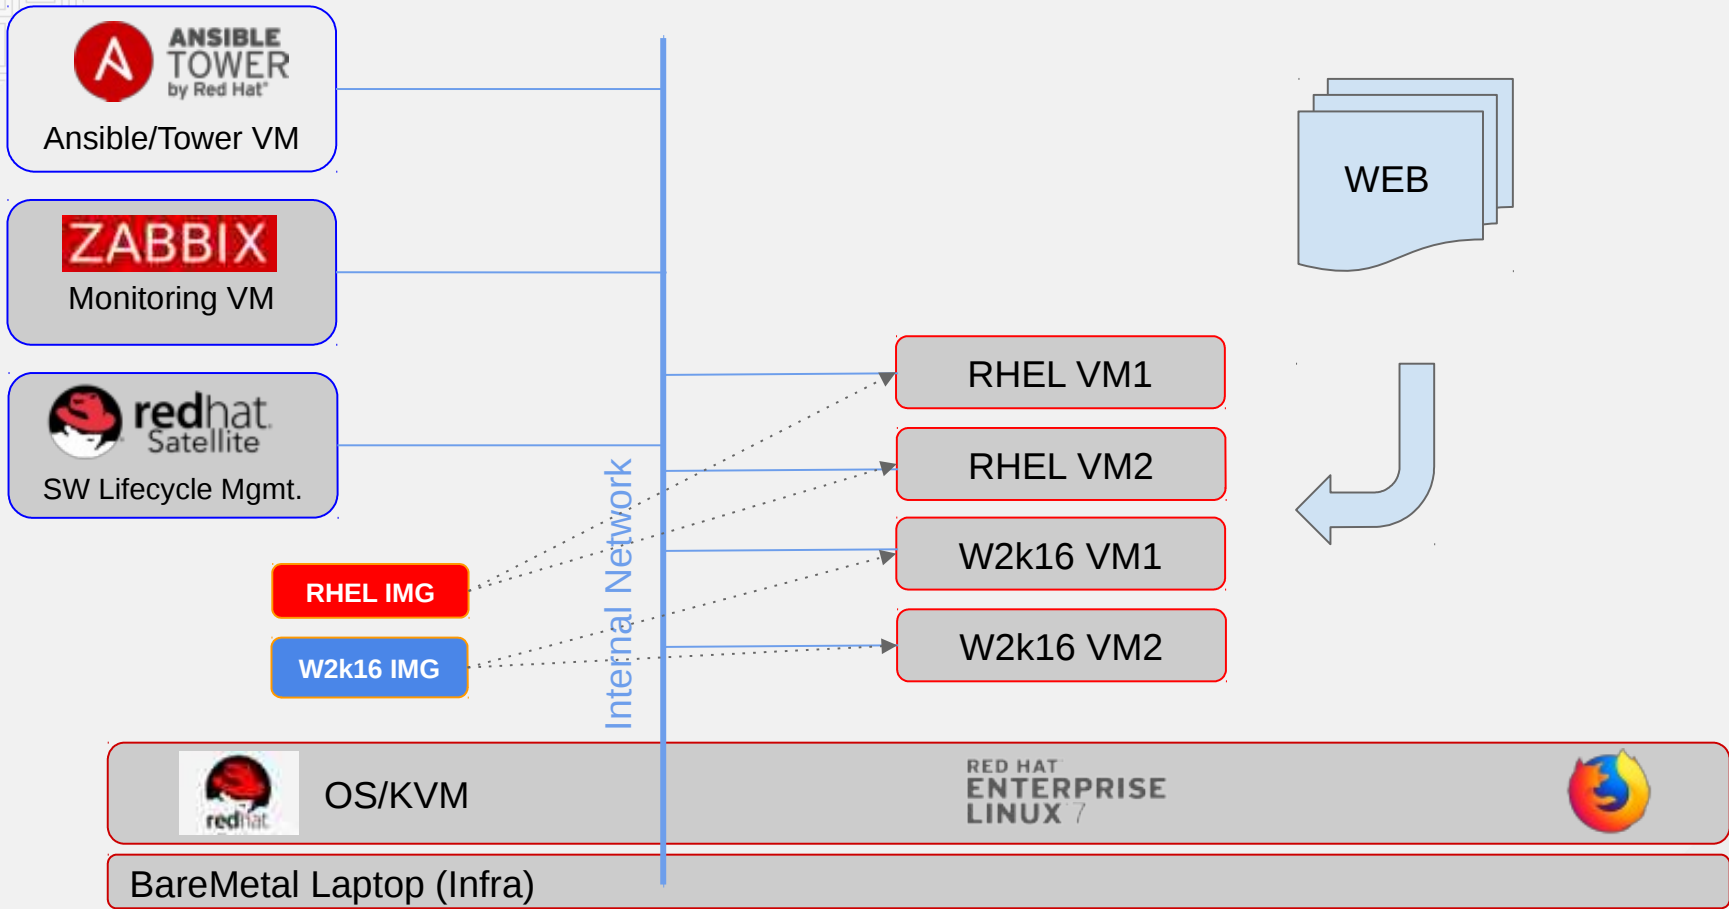 ANSIBLE
TOWER
by Red Hat®
Ansible/Tower VM
ZABBIX
Monitoring VM
redhat.
Satellite
SW Lifecycle Mgmt.
RHEL IMG
W2k16 IMG
Internal Network
WEB
RHEL VM1
RHEL VM2
W2k16 VM1
W2k16 VM2
redhat
OS/KVM
RED HAT
ENTERPRISE
LINUX 7
BareMetal Laptop (Infra)